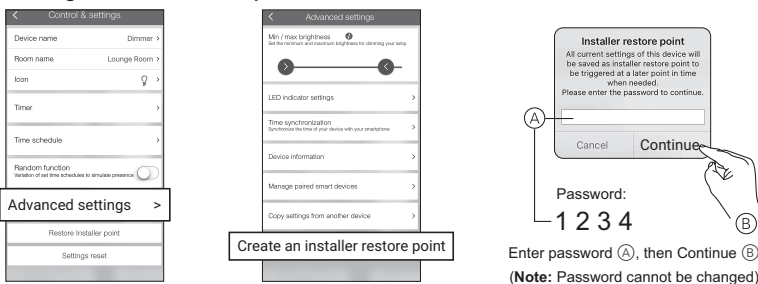 Control & settings
Device name Dimmer >
Room name Lounge Room >
Icon >
Timer >
Time schedule >
Random function
Variation of set time schedules to simulate presence
Advanced settings >
Restore Installer point
Settings reset
Advanced settings
Min / max brightness i
Set the minimum and maximum brightness for dimming your lamp
LED indicator settings >
Time synchronization
Synchronize the time of your device with your smartphone >
Device information >
Manage paired smart devices >
Copy settings from another device >
Create an installer restore point
Installer restore point
All current settings of this device will
be saved as installer restore point to
be triggered at a later point in time
when needed.
Please enter the password to continue.
A
Cancel Continue
Password:
1 2 3 4
B
Enter password A, then Continue B
(Note: Password cannot be changed)